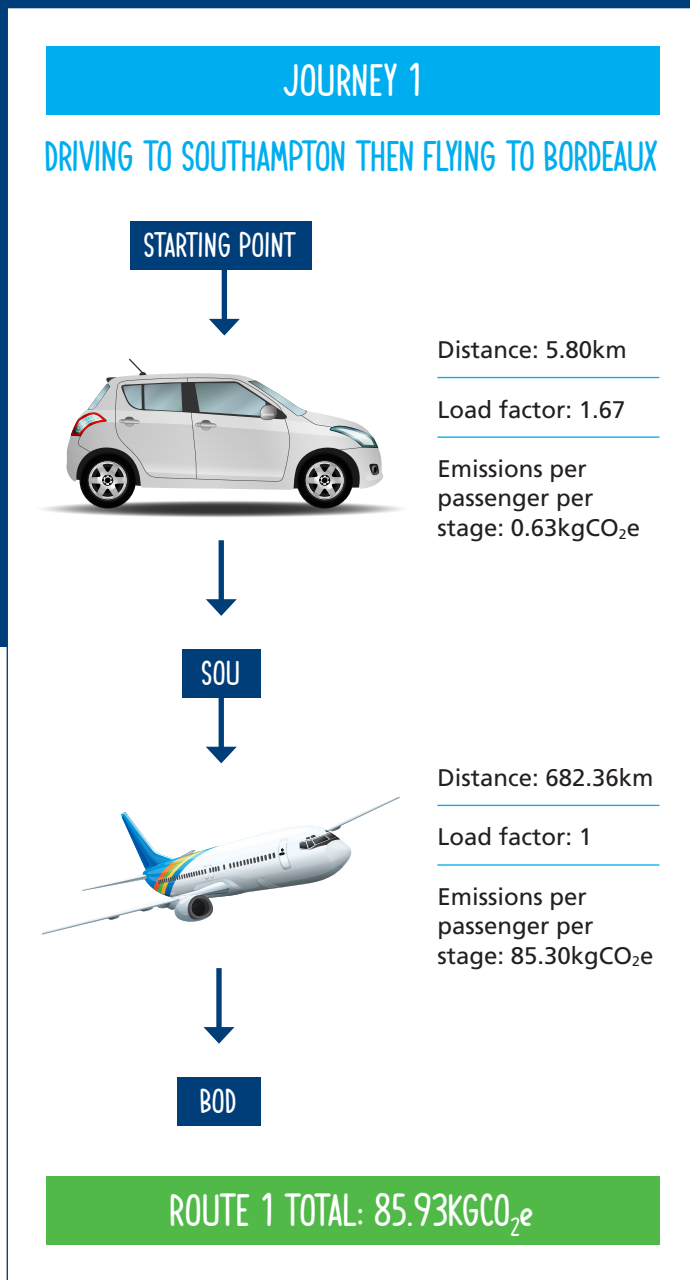 JOURNEY 1
DRIVING TO SOUTHAMPTON THEN FLYING TO BORDEAUX
STARTING POINT
Distance: 5.80km
Load factor: 1.67
Emissions per
passenger per
stage: 0.63kgCO₂e
SOU
Distance: 682.36km
Load factor: 1
Emissions per
passenger per
stage: 85.30kgCO₂e
BOD
ROUTE 1 TOTAL: 85.93KGCO₂e